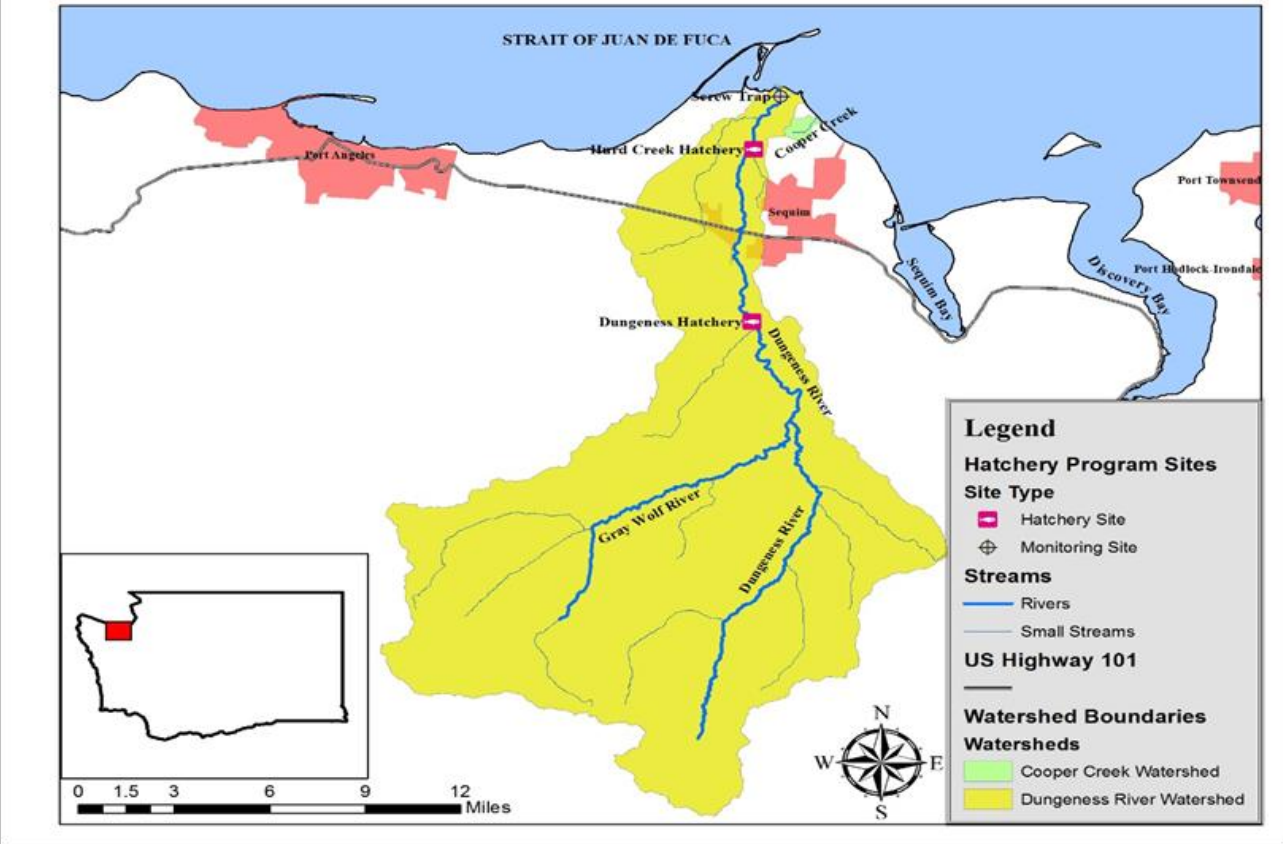 STRAIT OF JUAN DE FUCA
Screw Trap
Cooper Creek
Hurd Creek Hatchery
Port Angeles
Port Townsend
Sequim
Sequim Bay
Discovery Bay
Port Hadlock-Irondale
Dungeness Hatchery
Dungeness River
Gray Wolf River
Dungeness River
Legend
Hatchery Program Sites
Site Type
Hatchery Site
Monitoring Site
Streams
Rivers
Small Streams
US Highway 101
Watershed Boundaries
Watersheds
Cooper Creek Watershed
Dungeness River Watershed
N
W E
S
0 1.5 3 6 9 12
Miles